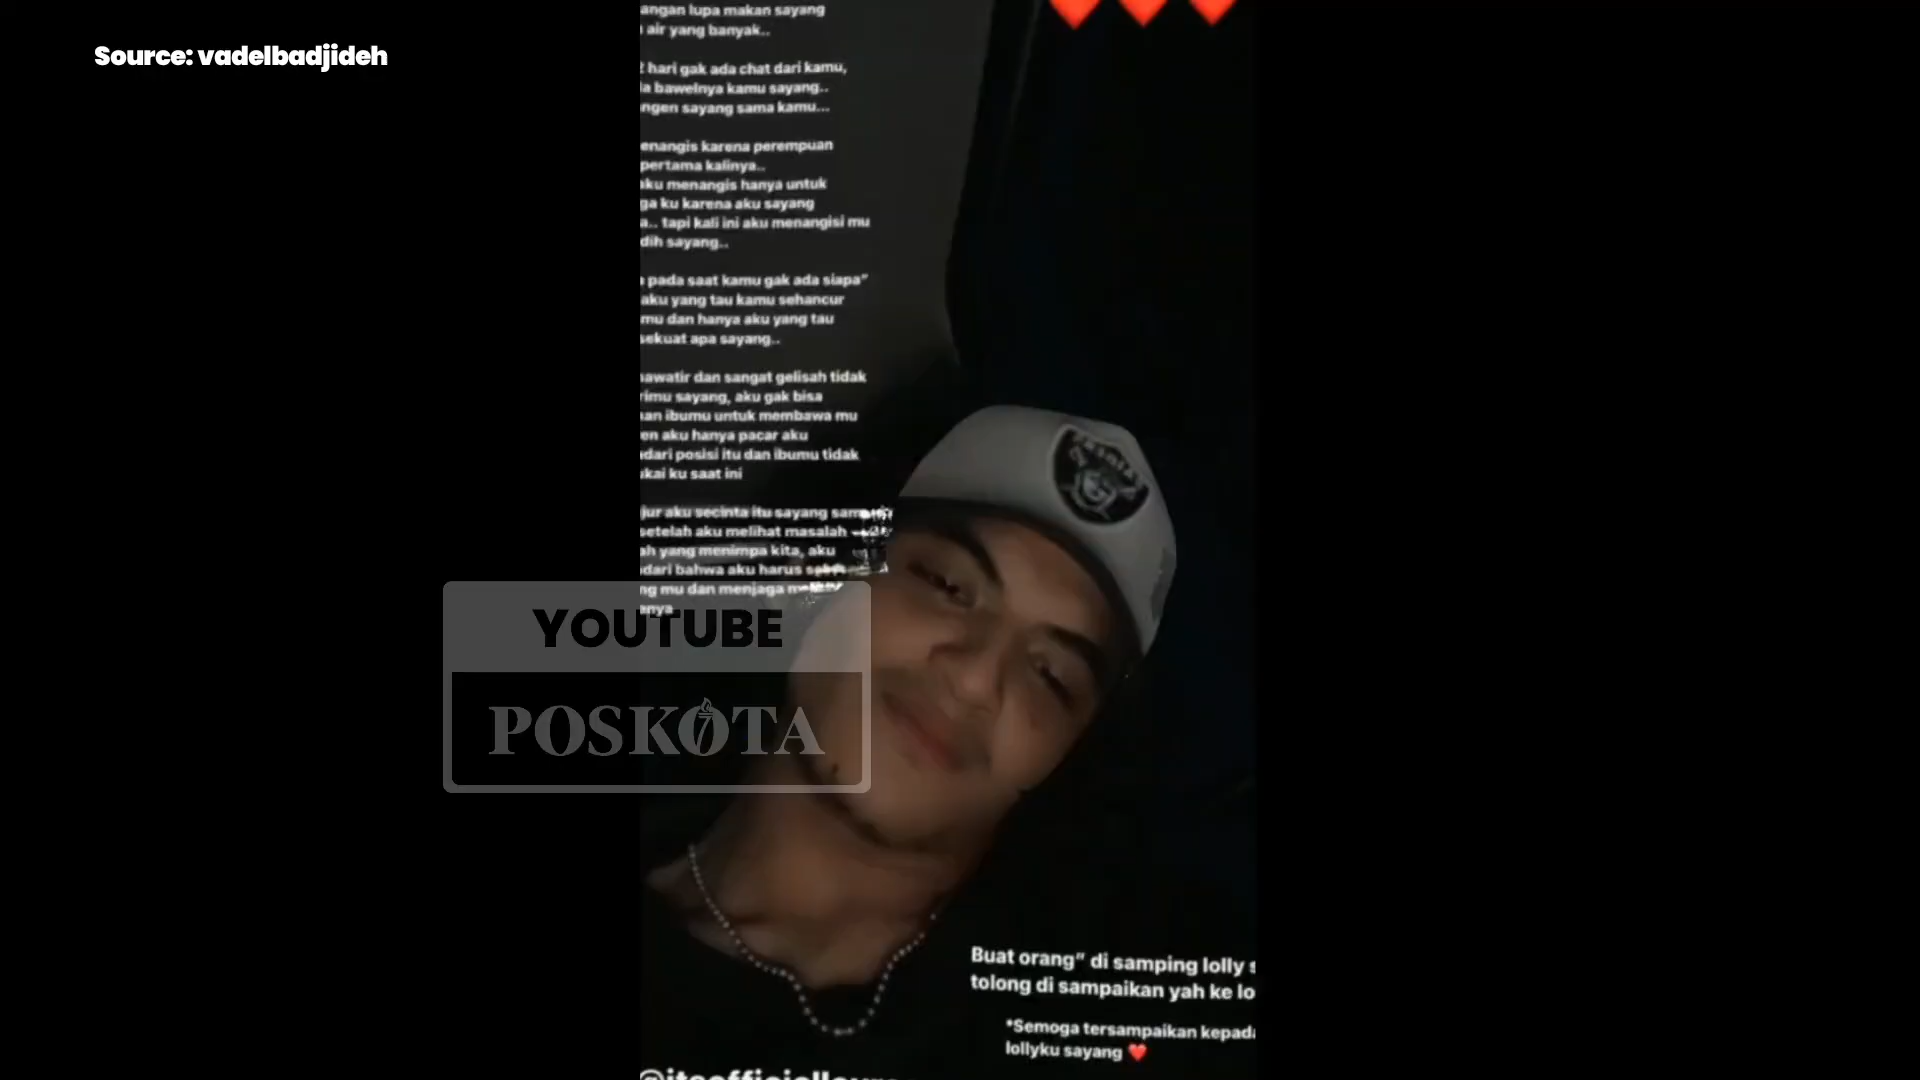 Source: vadelbadjideh
angan lupa makan sayang
air yang banyak..
hari gak ada chat dari kamu,
a bawelnya kamu sayang..
ngen sayang sama kamu...
enangis karena perempuan
pertama kalinya..
aku menangis hanya untuk
ga ku karena aku sayang
a.. tapi kali ini aku menangisi mu
dih sayang..
pada saat kamu gak ada siapa"
aku yang tau kamu sehancur
mu dan hanya aku yang tau
sekuat apa sayang..
awatir dan sangat gelisah tidak
rimu sayang, aku gak bisa
an ibumu untuk membawa mu
en aku hanya pacar aku
dari posisi itu dan ibumu tidak
kai ku saat ini
jur aku secinta itu sayang sam
setelah aku melihat masalah
ah yang menimpa kita, aku
dari bahwa aku harus
ng mu dan menjaga
anya
YOUTUBE
POSKOTA
Buat orang" di samping lolly s
tolong di sampaikan yah ke lo
*Semoga tersampaikan kepada
lollyku sayang ❤️